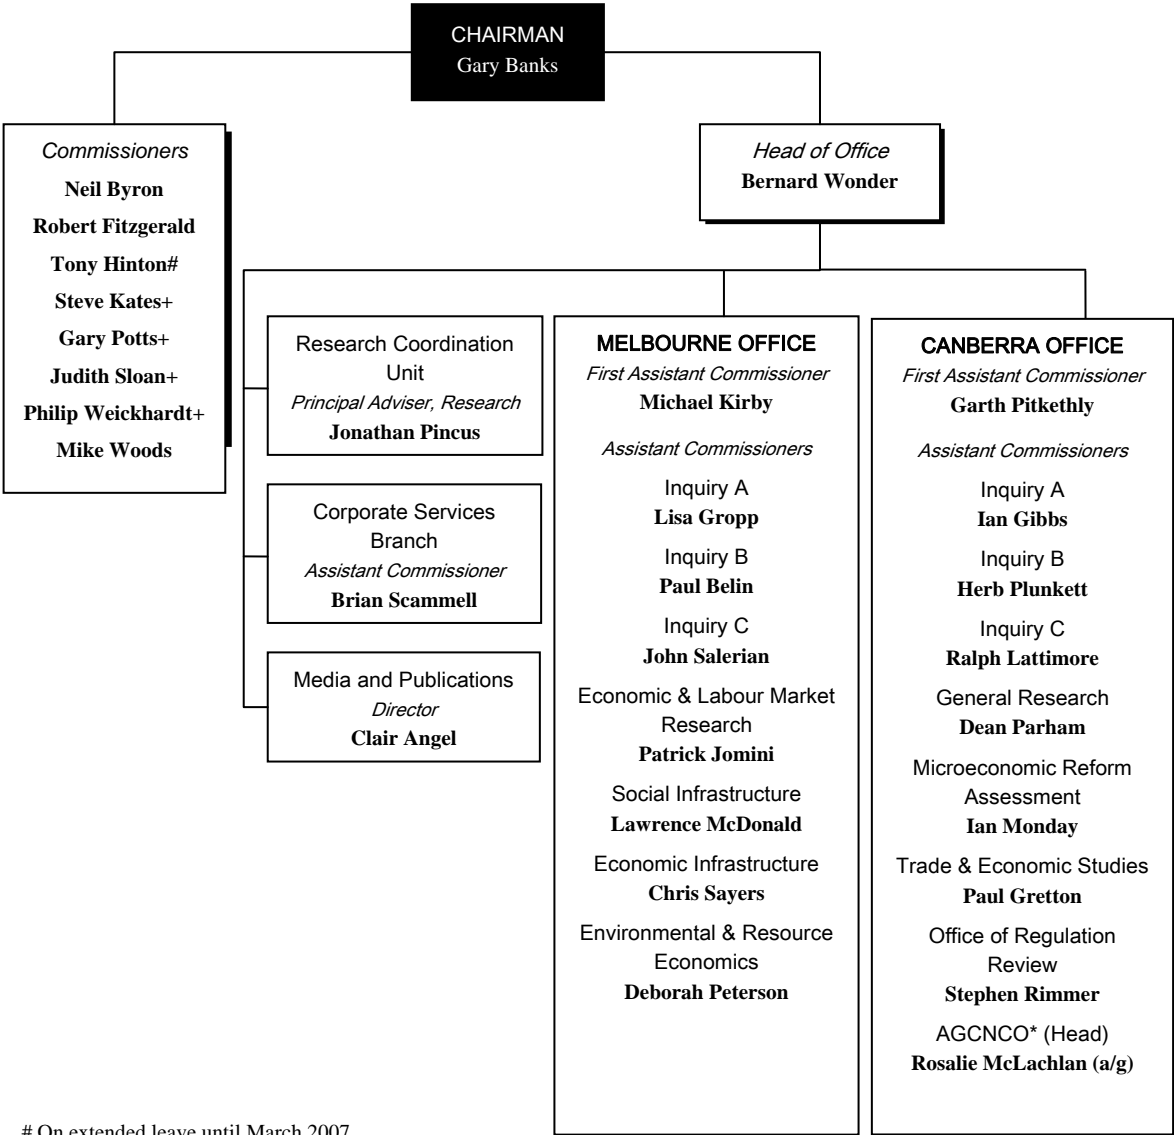 CHAIRMAN
Gary Banks
Commissioners
Neil Byron
Robert Fitzgerald
Tony Hinton#
Steve Kates+
Gary Potts+
Judith Sloan+
Philip Weickhardt+
Mike Woods
Head of Office
Bernard Wonder
Research Coordination
Unit
Principal Adviser, Research
Jonathan Pincus
Corporate Services
Branch
Assistant Commissioner
Brian Scammell
Media and Publications
Director
Clair Angel
MELBOURNE OFFICE
First Assistant Commissioner
Michael Kirby
Assistant Commissioners
Inquiry A
Lisa Gropp
Inquiry B
Paul Belin
Inquiry C
John Salerian
Economic & Labour Market
Research
Patrick Jomini
Social Infrastructure
Lawrence McDonald
Economic Infrastructure
Chris Sayers
Environmental & Resource
Economics
Deborah Peterson
CANBERRA OFFICE
First Assistant Commissioner
Garth Pitkethly
Assistant Commissioners
Inquiry A
Ian Gibbs
Inquiry B
Herb Plunkett
Inquiry C
Ralph Lattimore
General Research
Dean Parham
Microeconomic Reform
Assessment
Ian Monday
Trade & Economic Studies
Paul Gretton
Office of Regulation
Review
Stephen Rimmer
AGCNCO* (Head)
Rosalie McLachlan (a/g)
# On extended leave until March 2007